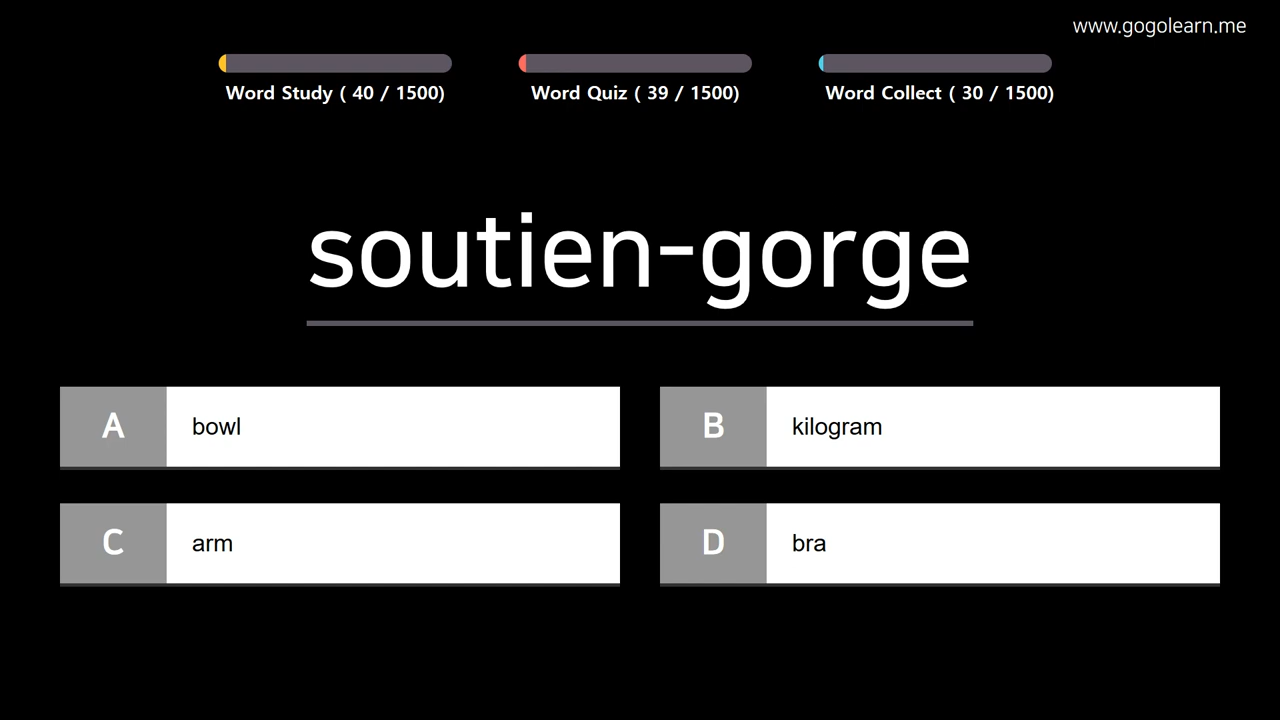 www.gogolearn.me
Word Study ( 40 / 1500)
Word Quiz ( 39 / 1500)
Word Collect ( 30 / 1500)
soutien-gorge
A bowl
B kilogram
C arm
D bra